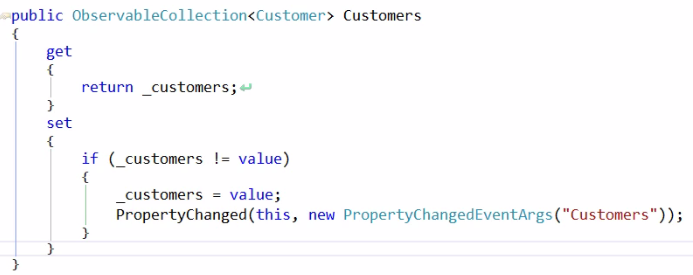 public ObservableCollection<Customer> Customers
{
    get
    {
        return _customers;
    }
    set
    {
        if (_customers != value)
        {
            _customers = value;
            PropertyChanged(this, new PropertyChangedEventArgs("Customers"));
        }
    }
}